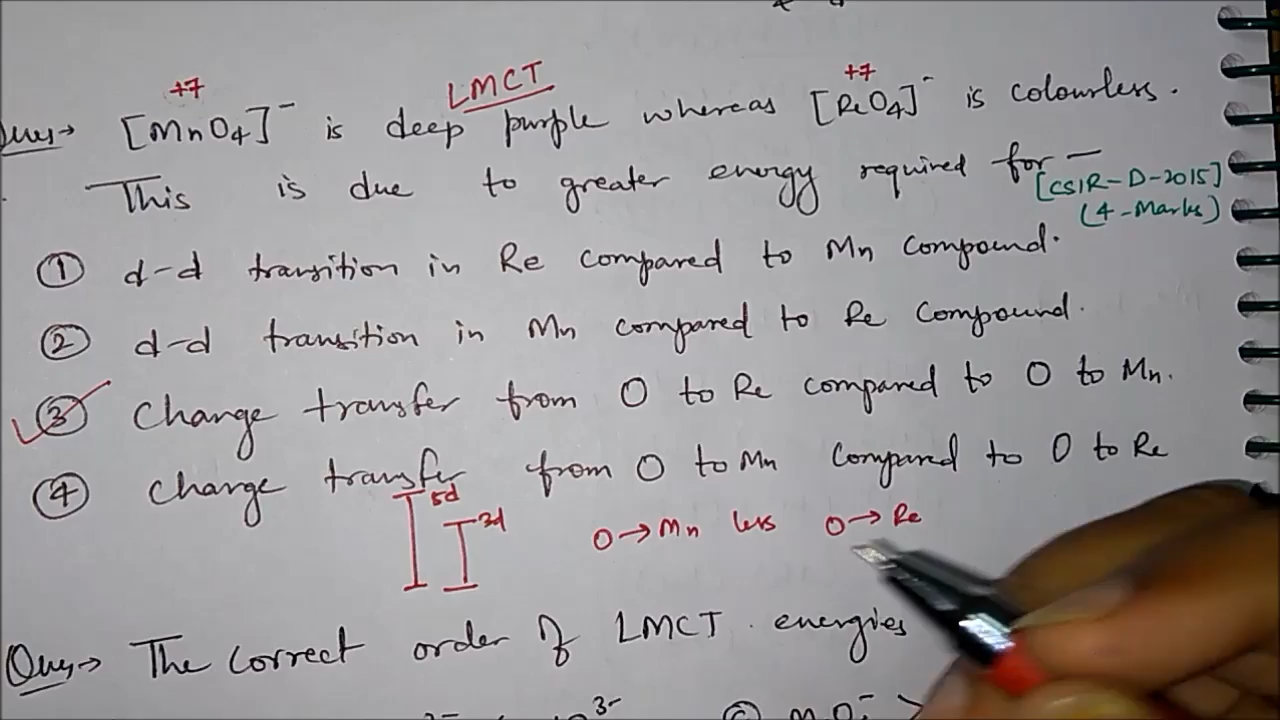 +7 LMCT +7
Ques→ [MnO4]⁻ is deep purple whereas [ReO4]⁻ is colourless.
This is due to greater energy required for —
[CSIR-D-2015]
(4-Marks)
① d-d transition in Re compared to Mn compound.
② d-d transition in Mn compared to Re compound.
③ Change transfer from O to Re compared to O to Mn.
④ Change transfer from O to Mn compared to O to Re
5d 3d
O→Mn less O→Re
Ques→ The correct order of LMCT energies